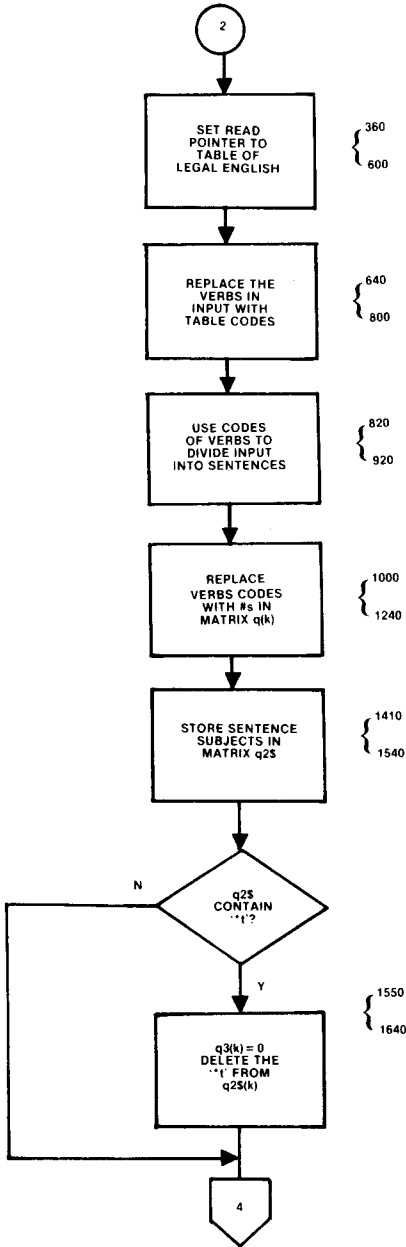 2
SET READ
POINTER TO
TABLE OF
LEGAL ENGLISH
{ 360
600
REPLACE THE
VERBS IN
INPUT WITH
TABLE CODES
{ 640
800
USE CODES
OF VERBS TO
DIVIDE INPUT
INTO SENTENCES
{ 820
920
REPLACE
VERBS CODES
WITH #s IN
MATRIX q(k)
{ 1000
1240
STORE SENTENCE
SUBJECTS IN
MATRIX q2$
{ 1410
1540
N
q2$
CONTAIN
'*t'?
Y
{ 1550
1640
q3(k) = 0
DELETE THE
'*t' FROM
q2$(k)
4